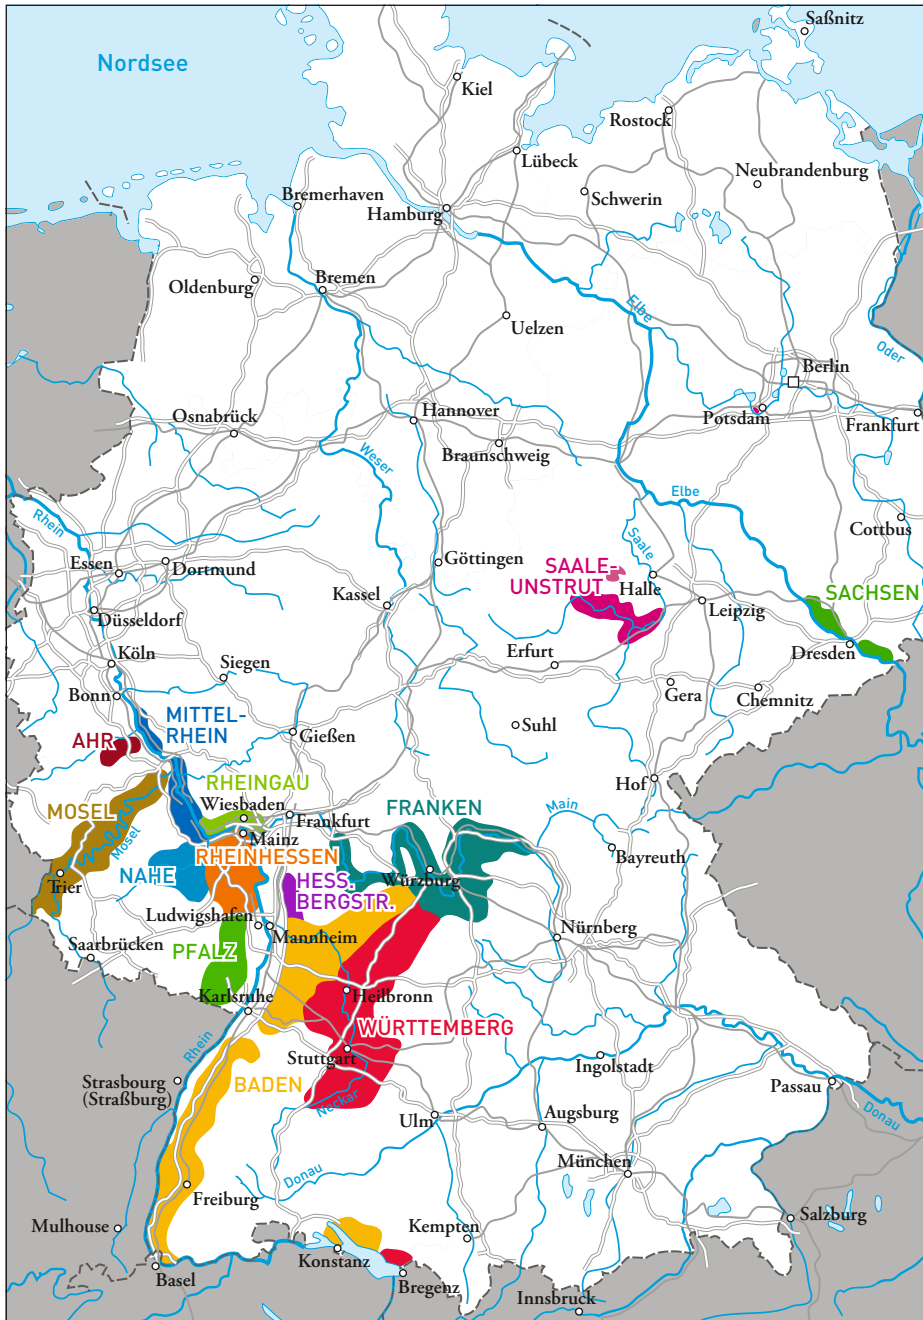 Saßnitz
Nordsee
Kiel
Rostock
Lübeck
Neubrandenburg
Schwerin
Bremerhaven
Hamburg
Bremen
Oldenburg
Elbe
Uelzen
Oder
Berlin
Hannover
Potsdam
Frankfurt
Osnabrück
Braunschweig
Weser
Elbe
Rhein
Cottbus
Saale
Göttingen
Essen
Dortmund
SAALE-
UNSTRUT
Halle
SACHSEN
Kassel
Leipzig
Düsseldorf
Erfurt
Dresden
Köln
Siegen
Bonn
Gera
Chemnitz
MITTEL-
RHEIN
Suhl
AHR
Gießen
RHEINGAU
Hof
MOSEL
Wiesbaden
Frankfurt
FRANKEN
Main
Mosel
Mainz
RHEINHESSEN
Bayreuth
NAHE
Trier
HESS.
BERGSTR.
Würzburg
Ludwigshafen
Mannheim
Nürnberg
Saarbrücken
PFALZ
Karlsruhe
Heilbronn
WÜRTTEMBERG
Rhein
Stuttgart
Ingolstadt
Strasbourg
(Straßburg)
BADEN
Passau
Neckar
Ulm
Augsburg
Donau
München
Donau
Freiburg
Mulhouse
Kempten
Salzburg
Konstanz
Basel
Bregenz
Innsbruck